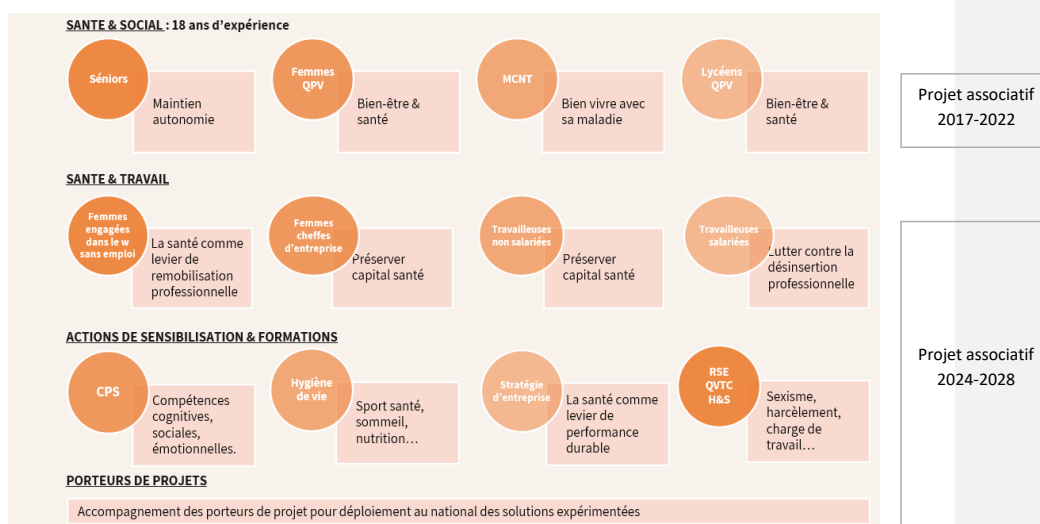 SANTE & SOCIAL : 18 ans d'expérience
Séniors
Maintien
autonomie
Femmes
QPV
Bien-être &
santé
MCNT
Bien vivre avec
sa maladie
Lycéens
QPV
Bien-être &
santé
Projet associatif
2017-2022
SANTE & TRAVAIL
Femmes
engagées
dans le w
sans emploi
La santé comme
levier de
remobilisation
professionnelle
Femmes
cheffes
d'entreprise
Préserver
capital santé
Travailleuses
non salariées
Préserver
capital santé
Travailleuses
salariées
Lutter contre la
désinsertion
professionnelle
ACTIONS DE SENSIBILISATION & FORMATIONS
CPS
Compétences
cognitives,
sociales,
émotionnelles.
Hygiène
de vie
Sport santé,
sommeil,
nutrition…
Stratégie
d'entreprise
La santé comme
levier de
performance
durable
RSE
QVTC
H&S
Sexisme,
harcèlement,
charge de
travail…
Projet associatif
2024-2028
PORTEURS DE PROJETS
Accompagnement des porteurs de projet pour déploiement au national des solutions expérimentées